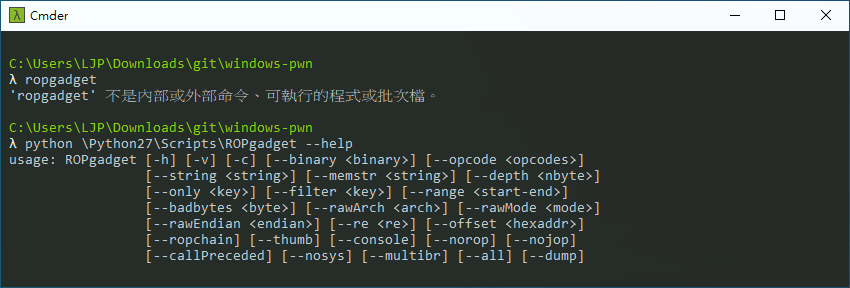 λ Cmder
C:\Users\LJP\Downloads\git\windows-pwn
λ ropgadget
'ropgadget' 不是內部或外部命令、可執行的程式或批次檔。
C:\Users\LJP\Downloads\git\windows-pwn
λ python \Python27\Scripts\ROPgadget --help
usage: ROPgadget [-h] [-v] [-c] [--binary <binary>] [--opcode <opcodes>]
[--string <string>] [--memstr <string>] [--depth <nbyte>]
[--only <key>] [--filter <key>] [--range <start-end>]
[--badbytes <byte>] [--rawArch <arch>] [--rawMode <mode>]
[--rawEndian <endian>] [--re <re>] [--offset <hexaddr>]
[--ropchain] [--thumb] [--console] [--norop] [--nojop]
[--callPreceded] [--nosys] [--multibr] [--all] [--dump]